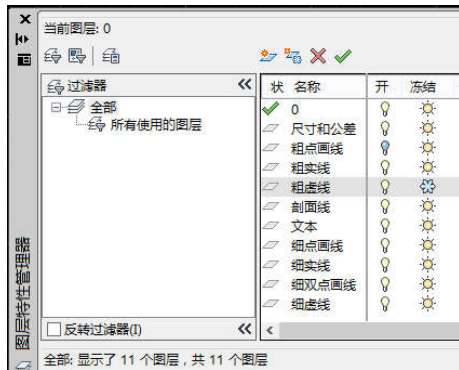 当前图层: 0
过滤器
全部
所有使用的图层
反转过滤器(I)
状 名称 开 冻结
0
尺寸和公差
粗点画线
粗实线
粗虚线
剖面线
文本
细点画线
细实线
细双点画线
细虚线
图层特性管理器
全部: 显示了 11 个图层 , 共 11 个图层